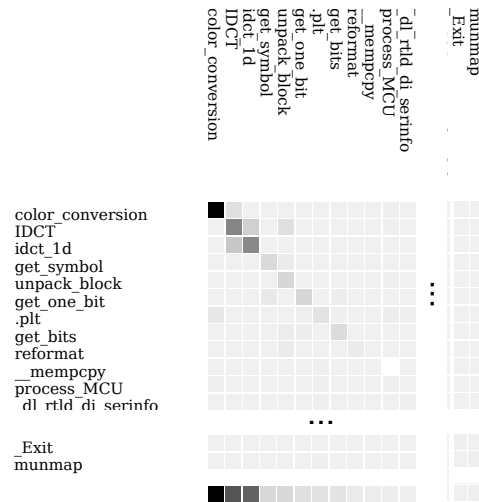 color_conversion
IDCT
idct_1d
get_symbol
unpack_block
get_one_bit
.plt
get_bits
reformat
__mempcpy
process_MCU
_dl_rtld_di_serinfo
_Exit
munmap
color_conversion
IDCT
idct_1d
get_symbol
unpack_block
get_one_bit
.plt
get_bits
reformat
__mempcpy
process_MCU
_dl_rtld_di_serinfo
...
...
_Exit
munmap